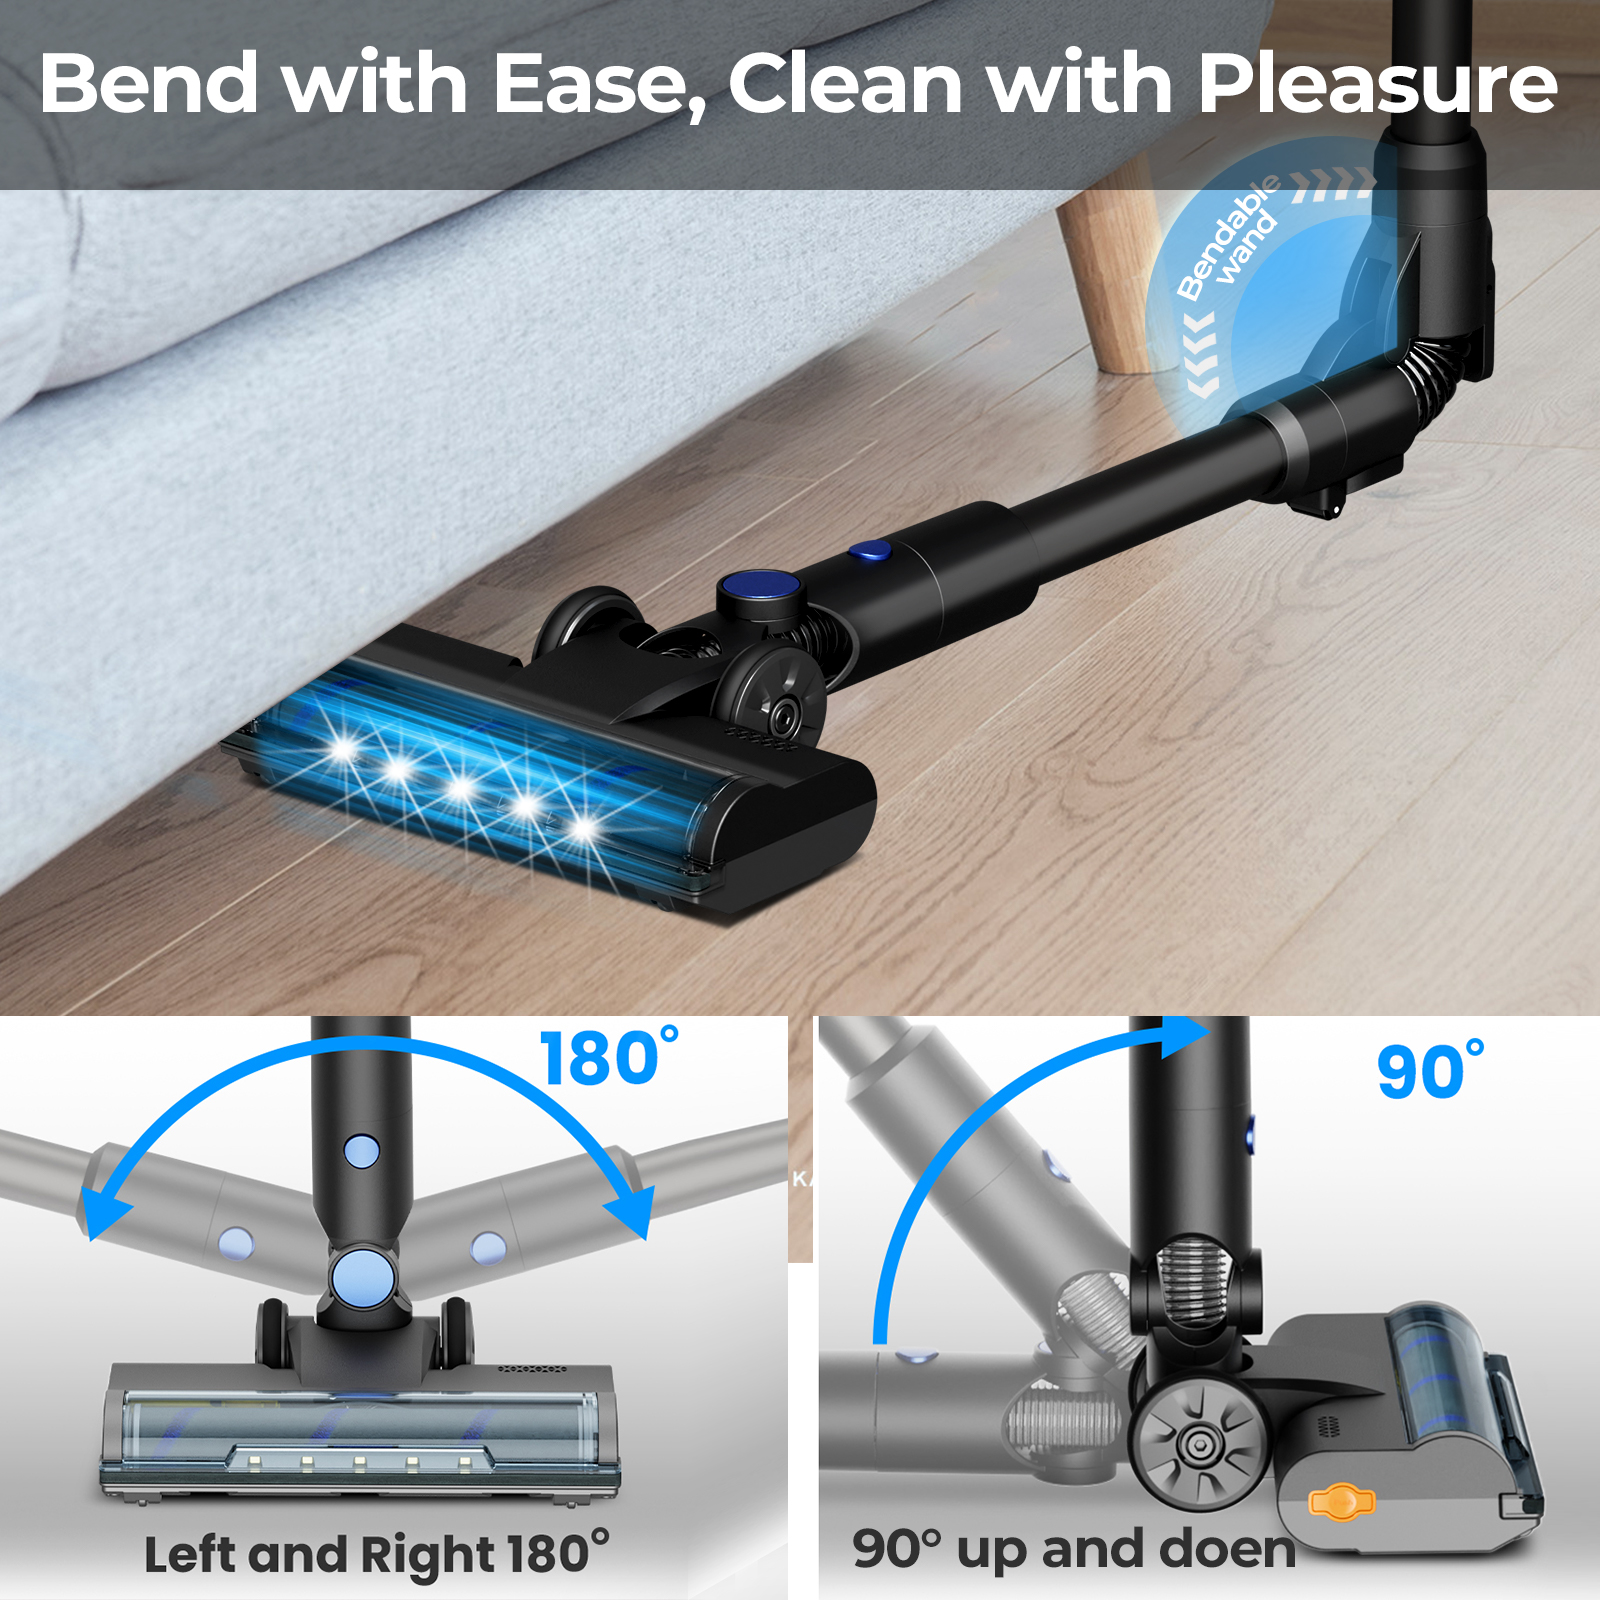 Bend with Ease, Clean with Pleasure
Bendable
wand
180°
90°
Left and Right 180°
90° up and doen